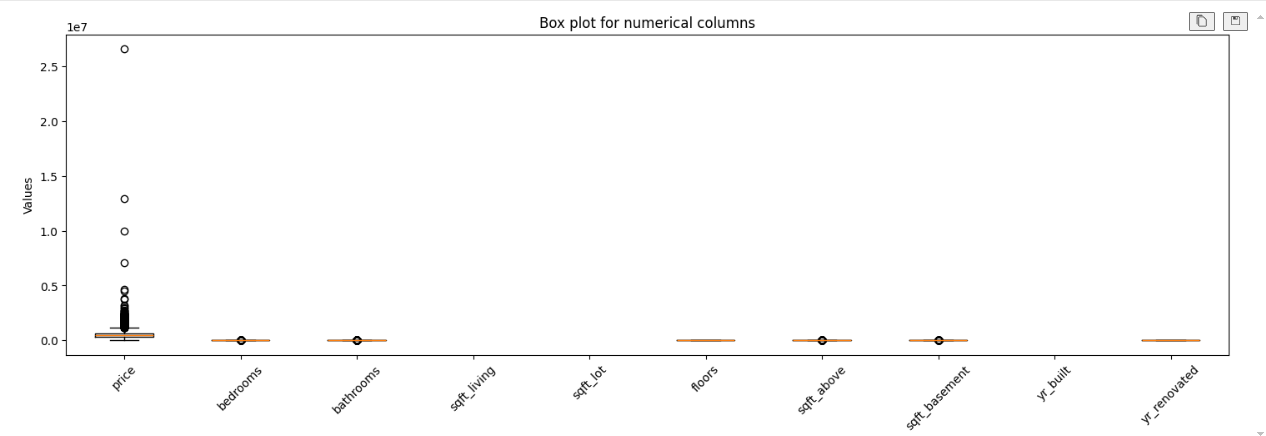 Box plot for numerical columns
1e7
2.5
2.0
1.5
1.0
0.5
0.0
Values
price
bedrooms
bathrooms
sqft_living
sqft_lot
floors
sqft_above
sqft_basement
yr_built
yr_renovated